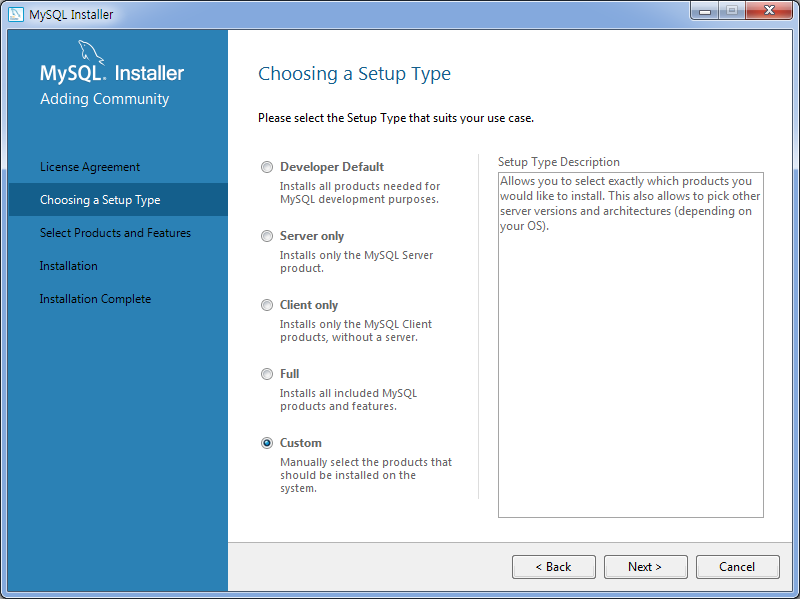 MySQL Installer
MySQL. Installer
Adding Community
License Agreement
Choosing a Setup Type
Select Products and Features
Installation
Installation Complete
Choosing a Setup Type
Please select the Setup Type that suits your use case.
Developer Default
Installs all products needed for
MySQL development purposes.
Server only
Installs only the MySQL Server
product.
Client only
Installs only the MySQL Client
products, without a server.
Full
Installs all included MySQL
products and features.
Custom
Manually select the products that
should be installed on the
system.
Setup Type Description
Allows you to select exactly which products you
would like to install. This also allows to pick other
server versions and architectures (depending on
your OS).
< Back
Next >
Cancel